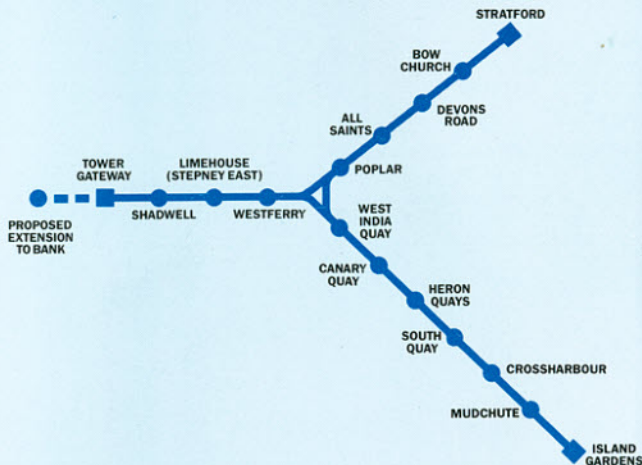 STRATFORD
BOW
CHURCH
DEVONS
ROAD
ALL
SAINTS
POPLAR
TOWER
GATEWAY
LIMEHOUSE
(STEPNEY EAST)
SHADWELL
WESTFERRY
PROPOSED
EXTENSION
TO BANK
WEST
INDIA
QUAY
CANARY
QUAY
HERON
QUAYS
SOUTH
QUAY
CROSSHARBOUR
MUDCHUTE
ISLAND
GARDENS